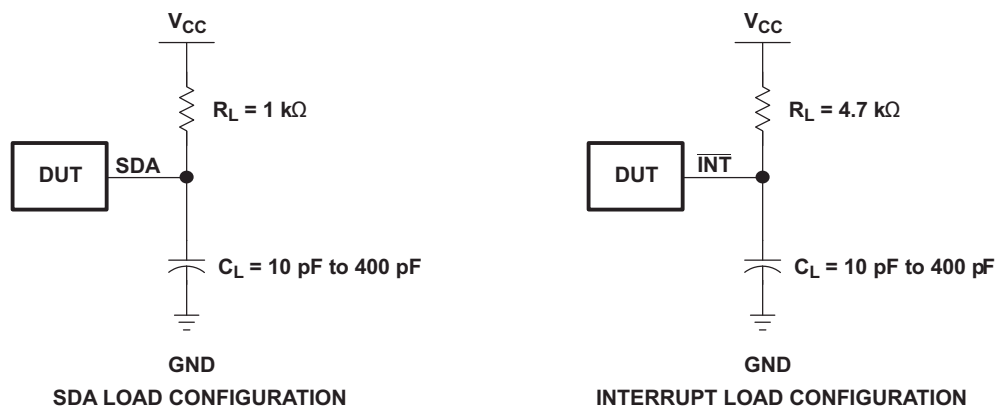 VCC
RL = 1 kΩ
DUT
SDA
CL = 10 pF to 400 pF
GND
SDA LOAD CONFIGURATION
VCC
RL = 4.7 kΩ
DUT
INT
CL = 10 pF to 400 pF
GND
INTERRUPT LOAD CONFIGURATION